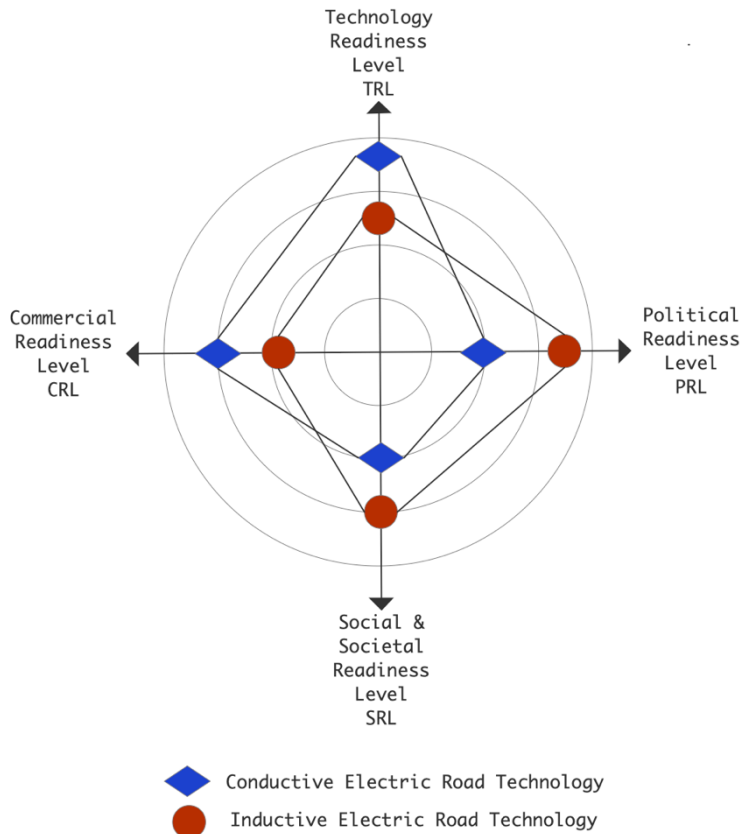 Technology
Readiness
Level
TRL
Commercial
Readiness
Level
CRL
Political
Readiness
Level
PRL
Social &
Societal
Readiness
Level
SRL
Conductive Electric Road Technology
Inductive Electric Road Technology